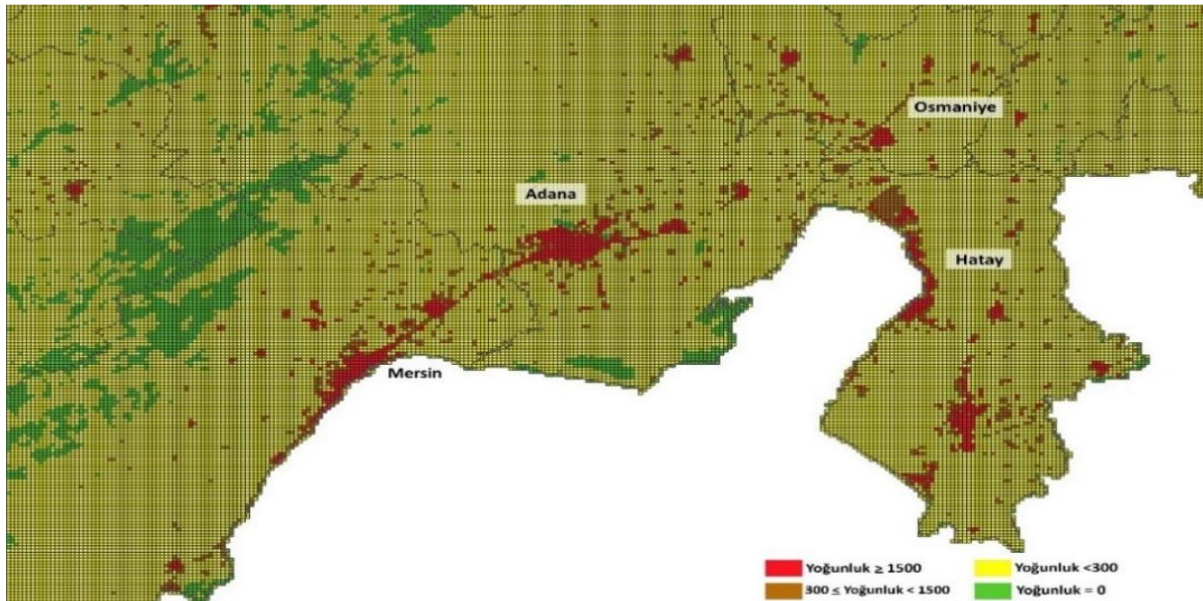 Osmaniye
Adana
Hatay
Mersin
Yoğunluk ≥ 1500
Yoğunluk <300
300 ≤ Yoğunluk < 1500
Yoğunluk = 0